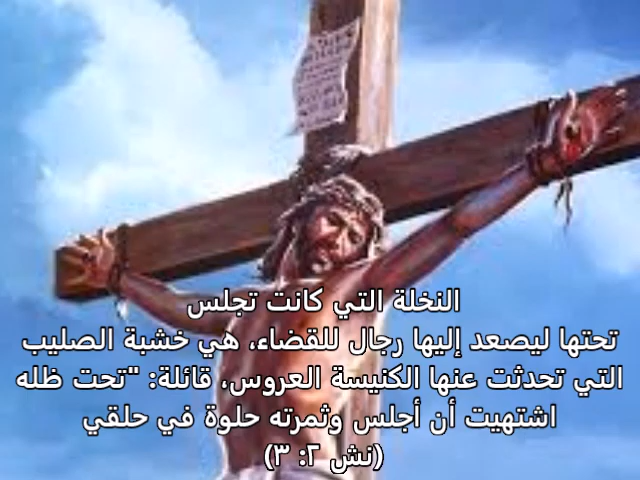 النخلة التي كانت تجلس
تحتها ليصعد إليها رجال للقضاء، هي خشبة الصليب
التي تحدثت عنها الكنيسة العروس، قائلة: "تحت ظله
اشتهيت أن أجلس وثمرته حلوة في حلقي
(نش ٢: ٣)